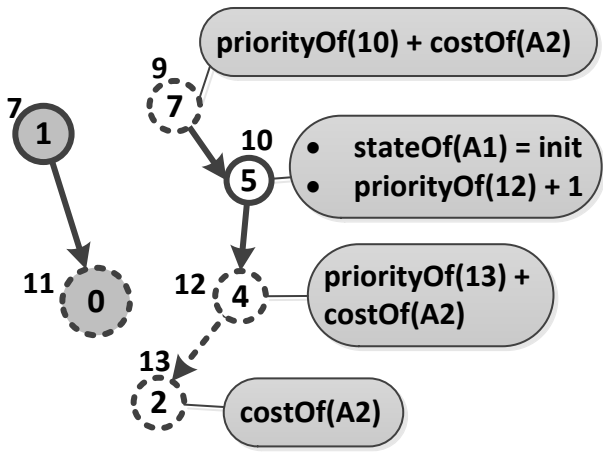 priorityOf(10) + costOf(A2)
9
7
7
1
10
5
• stateOf(A1) = init
• priorityOf(12) + 1
11
0
12
4
priorityOf(13) +
costOf(A2)
13
2
costOf(A2)